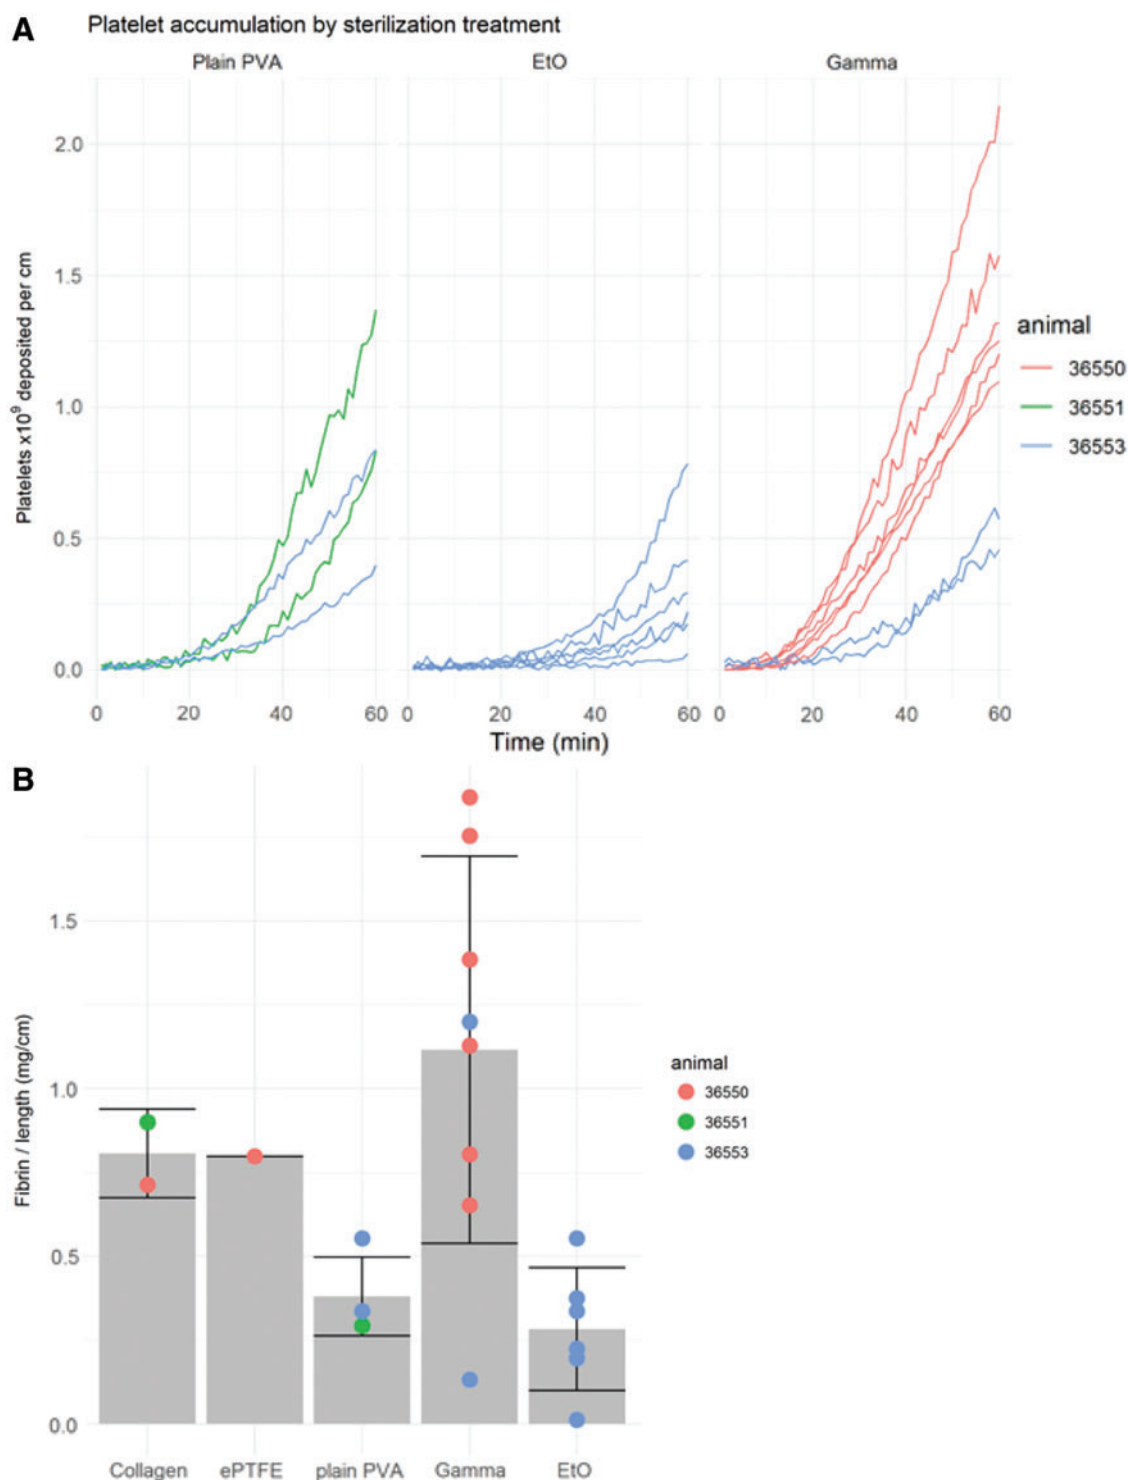 A
Platelet accumulation by sterilization treatment
Plain PVA EtO Gamma
2.0
1.5
1.0
0.5
0.0
Platelets x10⁹ deposited per cm
0 20 40 60 0 20 40 60 0 20 40 60
Time (min)
animal
36550
36551
36553
B
1.5
1.0
0.5
0.0
Fibrin / length (mg/cm)
Collagen ePTFE plain PVA Gamma EtO
animal
36550
36551
36553